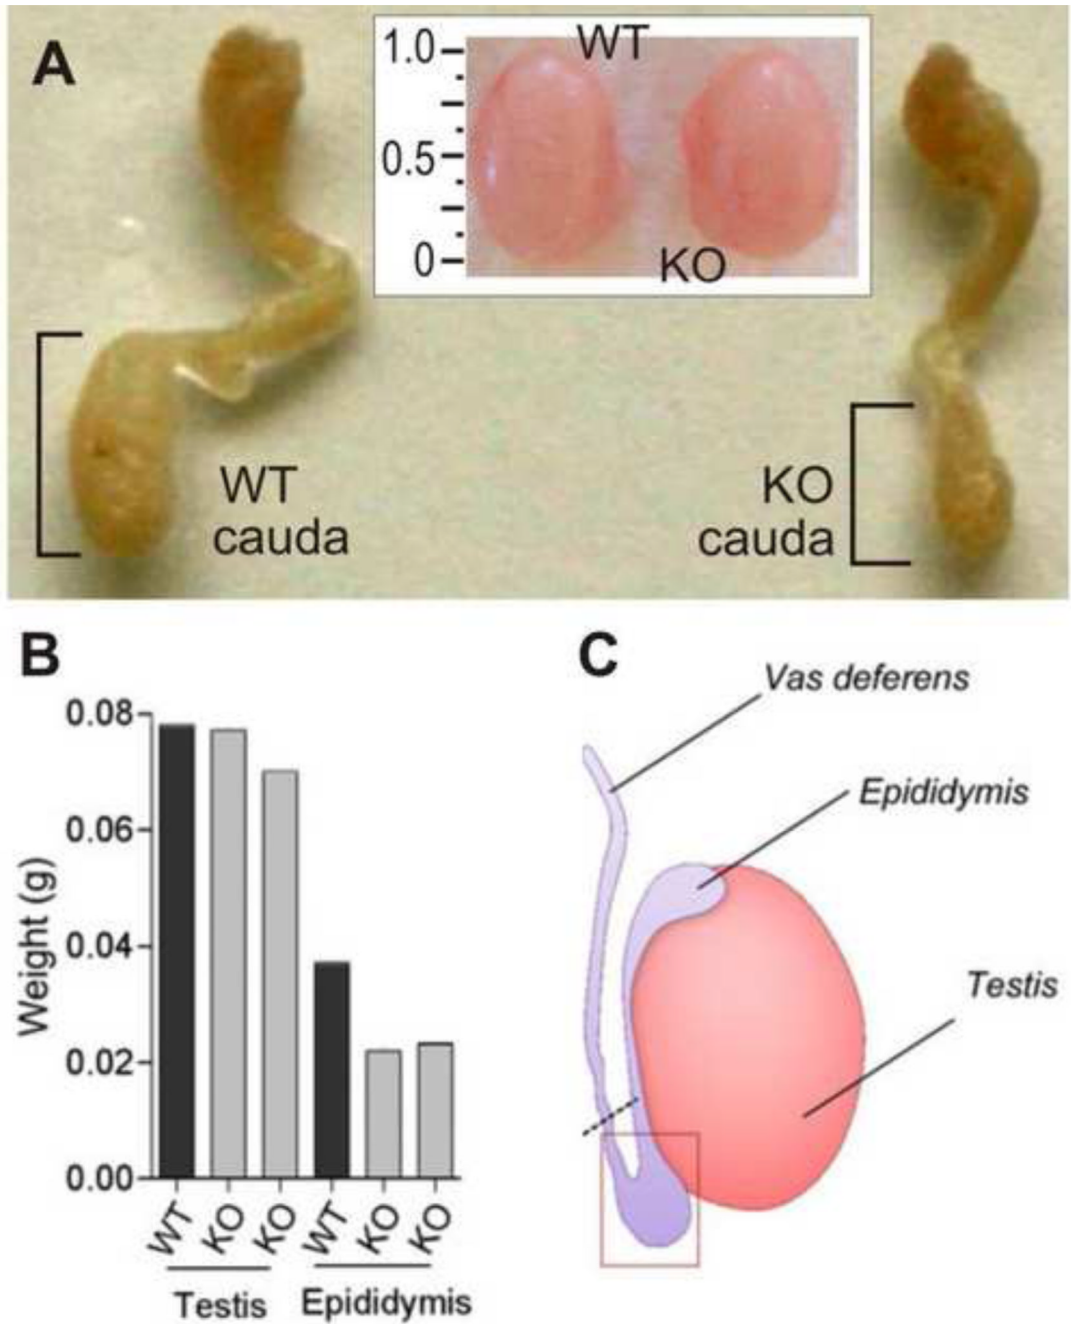 A
WT
1.0
0.5
0
KO
WT
cauda
KO
cauda
B
Weight (g)
0.08
0.06
0.04
0.02
0.00
WT
KO
KO
WT
KO
KO
Testis
Epididymis
C
Vas deferens
Epididymis
Testis